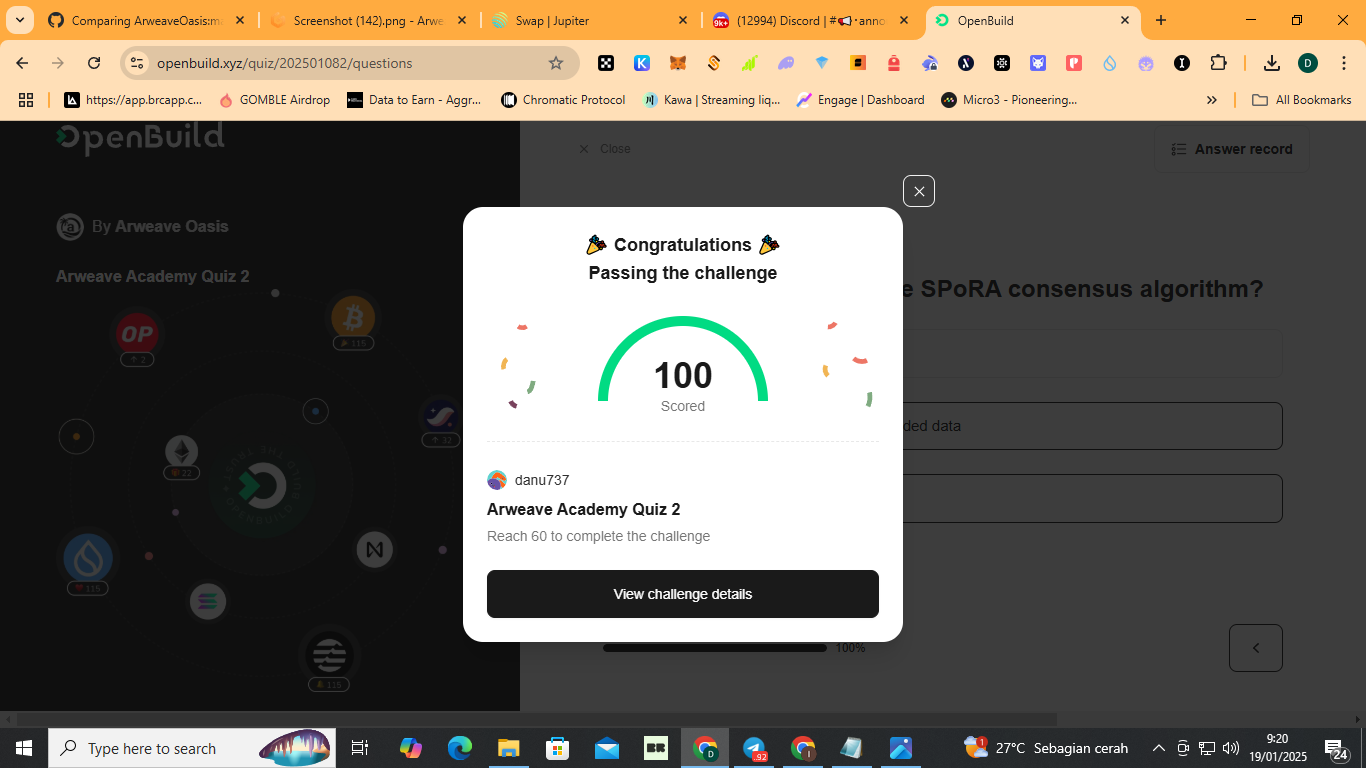 Comparing ArweaveOasis:ma
Screenshot (142).png - Arwe
Swap | Jupiter
(12994) Discord | #📢・anno
OpenBuild
openbuild.xyz/quiz/202501082/questions
https://app.brcapp.c...
GOMBLE Airdrop
Data to Earn - Aggr...
Chromatic Protocol
Kawa | Streaming liq...
Engage | Dashboard
Micro3 - Pioneering...
All Bookmarks
OpenBuild
Close
Answer record
By Arweave Oasis
Arweave Academy Quiz 2
e SPoRA consensus algorithm?
ded data
OP
2
115
32
22
115
115
🎉 Congratulations 🎉
Passing the challenge
100
Scored
danu737
Arweave Academy Quiz 2
Reach 60 to complete the challenge
View challenge details
100%
Type here to search
92
27°C Sebagian cerah
9:20
19/01/2025
24